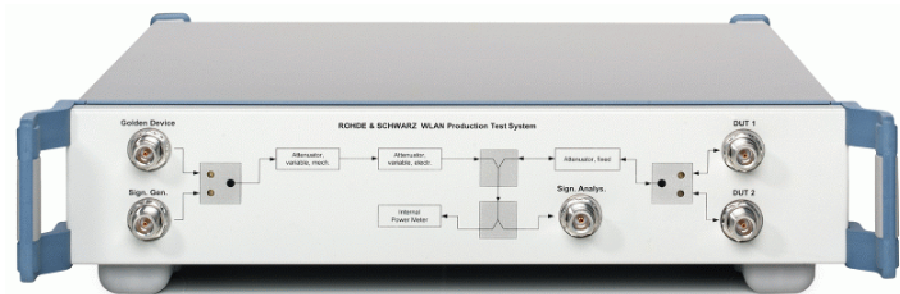 Golden Device
ROHDE & SCHWARZ WLAN Production Test System
DUT 1
Attenuator,
variable, mech.
Attenuator,
variable, electr.
Attenuator, fixed
Sign. Gen.
Sign. Analys.
DUT 2
Internal
Power Meter